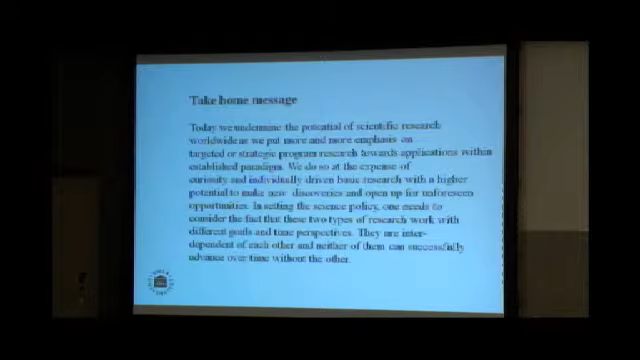 Take home message
Today we undermine the potential of scientific research
worldwide as we put more and more emphasis on
targeted or strategic program research towards applications within
established paradigm. We do so at the expense of
curiosity and individually driven basic research with a higher
potential to make new discoveries and open up for unforeseen
opportunities. In setting the science policy, one needs to
consider the fact that these two types of research work with
different goals and time perspectives. They are inter-
dependent of each other and neither of them can successfully
advance over time without the other.